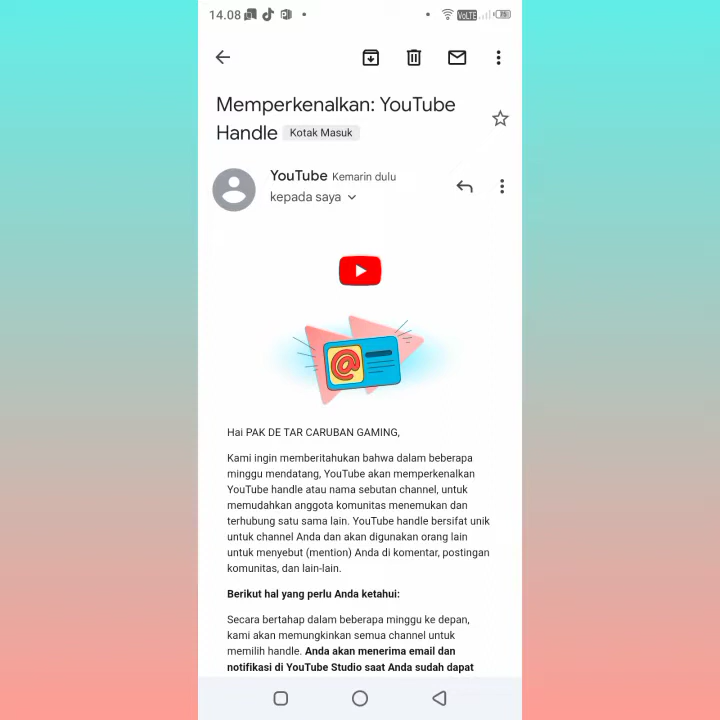 14.08
VoLTE
Memperkenalkan: YouTube
Handle Kotak Masuk
YouTube Kemarin dulu
kepada saya
@
Hai PAK DE TAR CARUBAN GAMING,
Kami ingin memberitahukan bahwa dalam beberapa
minggu mendatang, YouTube akan memperkenalkan
YouTube handle atau nama sebutan channel, untuk
memudahkan anggota komunitas menemukan dan
terhubung satu sama lain. YouTube handle bersifat unik
untuk channel Anda dan akan digunakan orang lain
untuk menyebut (mention) Anda di komentar, postingan
komunitas, dan lain-lain.
Berikut hal yang perlu Anda ketahui:
Secara bertahap dalam beberapa minggu ke depan,
kami akan memungkinkan semua channel untuk
memilih handle. Anda akan menerima email dan
notifikasi di YouTube Studio saat Anda sudah dapat